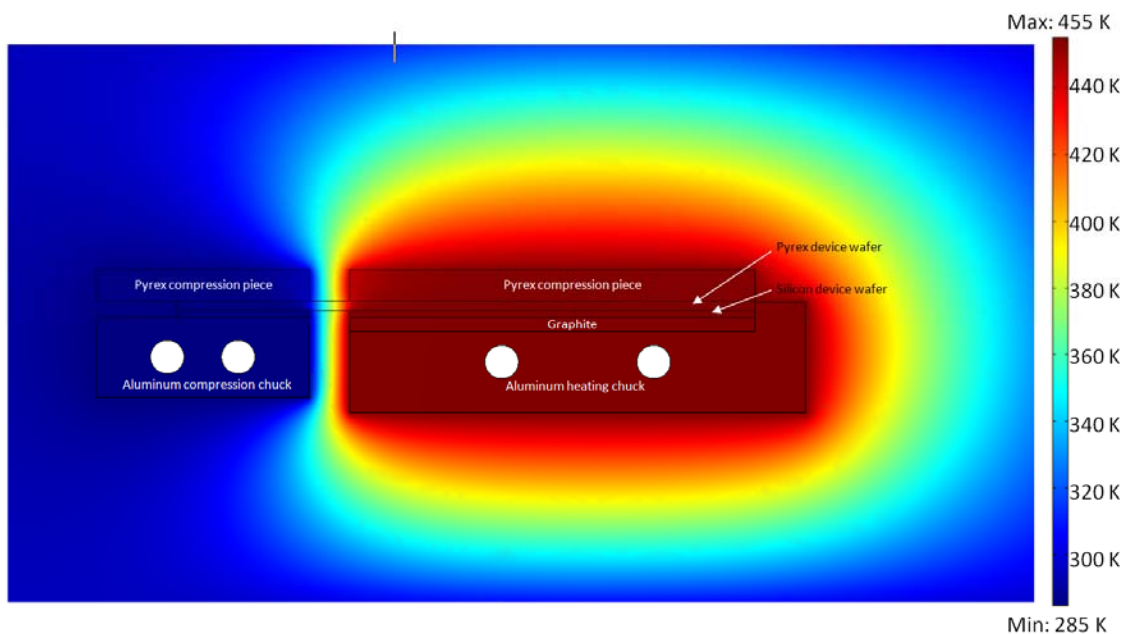 Max: 455 K
440 K
420 K
Pyrex device wafer
400 K
Pyrex compression piece
Pyrex compression piece
Silicon device wafer
380 K
Graphite
360 K
Aluminum compression chuck
Aluminum heating chuck
340 K
320 K
300 K
Min: 285 K